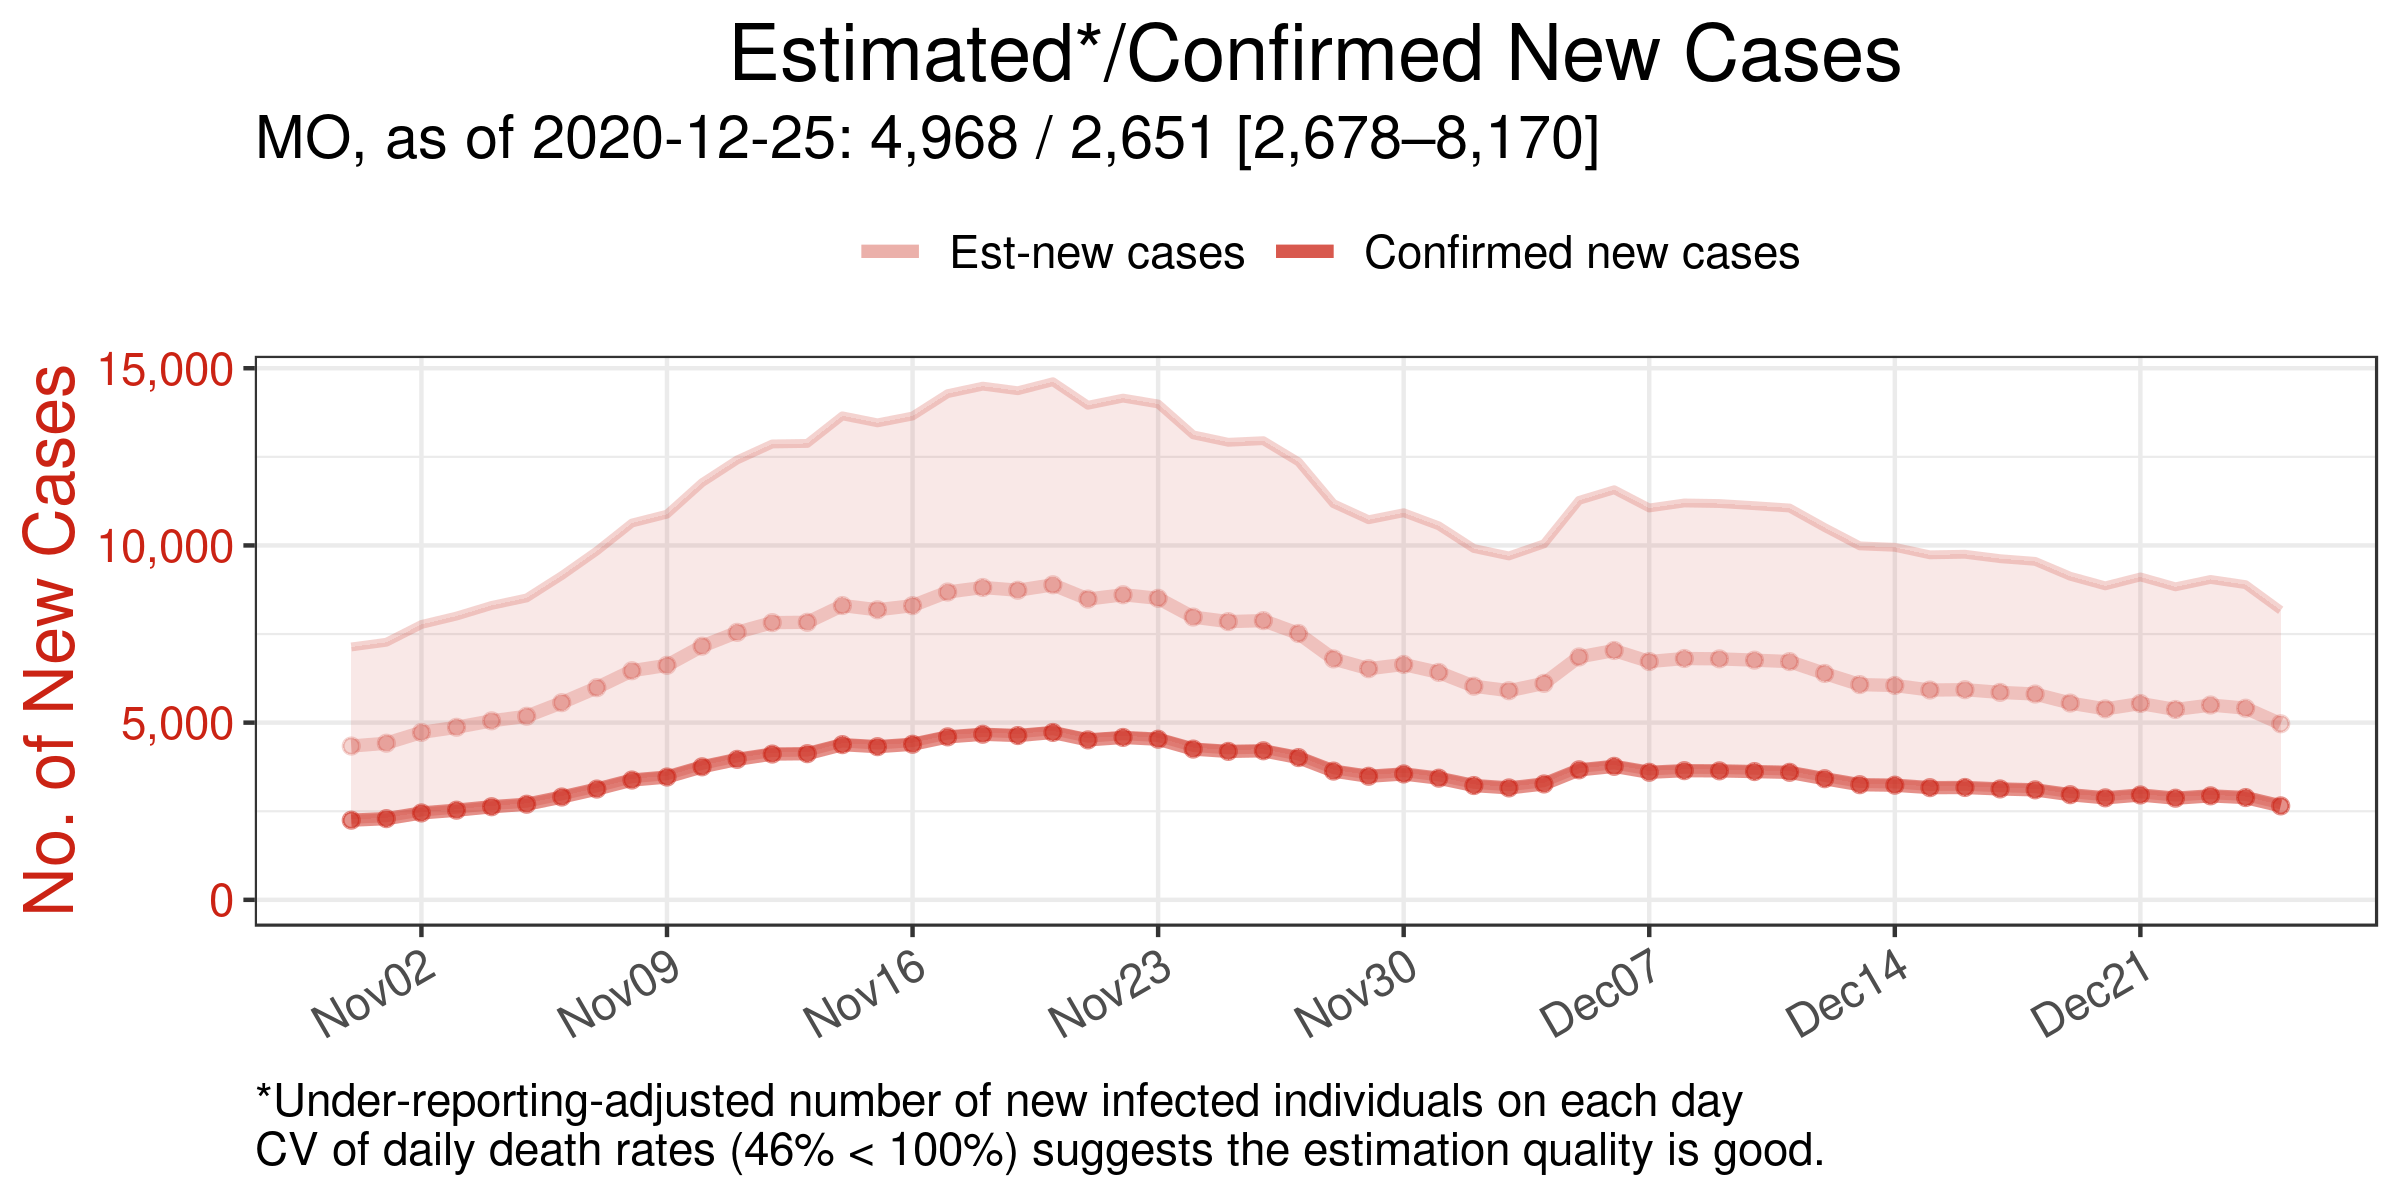 Estimated*/Confirmed New Cases
MO, as of 2020-12-25: 4,968 / 2,651 [2,678–8,170]
Est-new cases
Confirmed new cases
No. of New Cases
15,000
10,000
5,000
0
Nov02
Nov09
Nov16
Nov23
Nov30
Dec07
Dec14
Dec21
*Under-reporting-adjusted number of new infected individuals on each day
CV of daily death rates (46% < 100%) suggests the estimation quality is good.